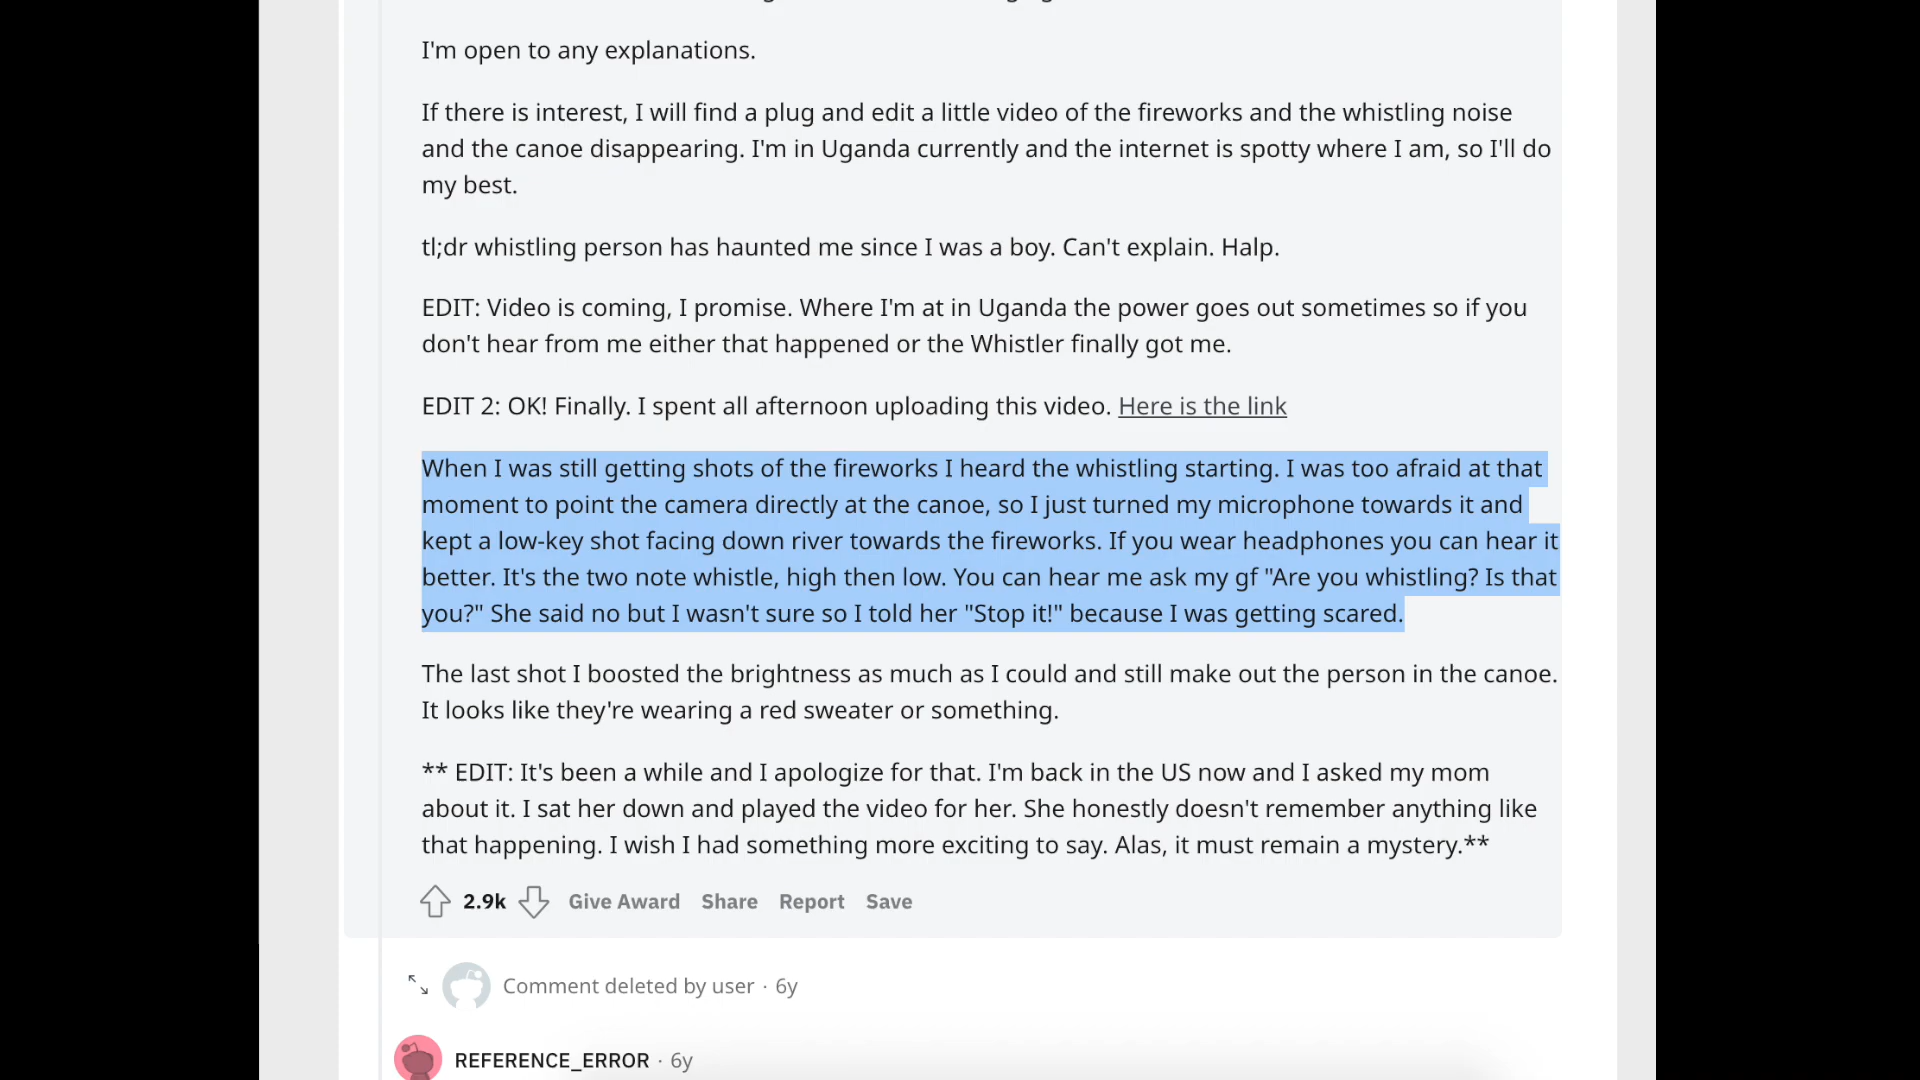 I'm open to any explanations.
If there is interest, I will find a plug and edit a little video of the fireworks and the whistling noise
and the canoe disappearing. I'm in Uganda currently and the internet is spotty where I am, so I'll do
my best.
tl;dr whistling person has haunted me since I was a boy. Can't explain. Halp.
EDIT: Video is coming, I promise. Where I'm at in Uganda the power goes out sometimes so if you
don't hear from me either that happened or the Whistler finally got me.
EDIT 2: OK! Finally. I spent all afternoon uploading this video. Here is the link
When I was still getting shots of the fireworks I heard the whistling starting. I was too afraid at that
moment to point the camera directly at the canoe, so I just turned my microphone towards it and
kept a low-key shot facing down river towards the fireworks. If you wear headphones you can hear it
better. It's the two note whistle, high then low. You can hear me ask my gf "Are you whistling? Is that
you?" She said no but I wasn't sure so I told her "Stop it!" because I was getting scared.
The last shot I boosted the brightness as much as I could and still make out the person in the canoe.
It looks like they're wearing a red sweater or something.
** EDIT: It's been a while and I apologize for that. I'm back in the US now and I asked my mom
about it. I sat her down and played the video for her. She honestly doesn't remember anything like
that happening. I wish I had something more exciting to say. Alas, it must remain a mystery.**
2.9k Give Award Share Report Save
Comment deleted by user · 6y
REFERENCE_ERROR · 6y